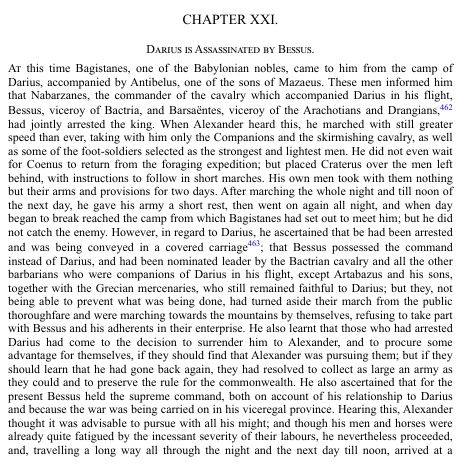 CHAPTER XXI.
Darius is Assassinated by Bessus.
At this time Bagistanes, one of the Babylonian nobles, came to him from the camp of
Darius, accompanied by Antibelus, one of the sons of Mazaeus. These men informed him
that Nabarzanes, the commander of the cavalry which accompanied Darius in his flight,
Bessus, viceroy of Bactria, and Barsaëntes, viceroy of the Arachotians and Drangians,462
had jointly arrested the king. When Alexander heard this, he marched with still greater
speed than ever, taking with him only the Companions and the skirmishing cavalry, as well
as some of the foot-soldiers selected as the strongest and lightest men. He did not even wait
for Coenus to return from the foraging expedition; but placed Craterus over the men left
behind, with instructions to follow in short marches. His own men took with them nothing
but their arms and provisions for two days. After marching the whole night and till noon of
the next day, he gave his army a short rest, then went on again all night, and when day
began to break reached the camp from which Bagistanes had set out to meet him; but he did
not catch the enemy. However, in regard to Darius, he ascertained that be had been arrested
and was being conveyed in a covered carriage463; that Bessus possessed the command
instead of Darius, and had been nominated leader by the Bactrian cavalry and all the other
barbarians who were companions of Darius in his flight, except Artabazus and his sons,
together with the Grecian mercenaries, who still remained faithful to Darius; but they, not
being able to prevent what was being done, had turned aside their march from the public
thoroughfare and were marching towards the mountains by themselves, refusing to take part
with Bessus and his adherents in their enterprise. He also learnt that those who had arrested
Darius had come to the decision to surrender him to Alexander, and to procure some
advantage for themselves, if they should find that Alexander was pursuing them; but if they
should learn that he had gone back again, they had resolved to collect as large an army as
they could and to preserve the rule for the commonwealth. He also ascertained that for the
present Bessus held the supreme command, both on account of his relationship to Darius
and because the war was being carried on in his viceregal province. Hearing this, Alexander
thought it was advisable to pursue with all his might; and though his men and horses were
already quite fatigued by the incessant severity of their labours, he nevertheless proceeded,
and, travelling a long way all through the night and the next day till noon, arrived at a